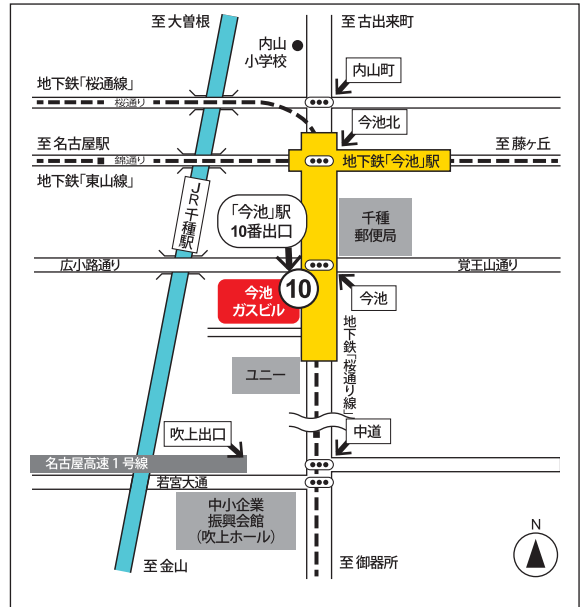 至大曽根
至古出来町
内山
小学校
内山町
地下鉄「桜通線」
桜通り
今池北
至名古屋駅
錦通り
地下鉄「今池」駅
至藤ヶ丘
地下鉄「東山線」
JR千種駅
「今池」駅
10番出口
千種
郵便局
広小路通り
覚王山通り
10
今池
ガスビル
今池
地下鉄「桜通り線」
ユニー
吹上出口
中道
名古屋高速1号線
若宮大通
中小企業
振興会館
(吹上ホール)
至金山
至御器所
N